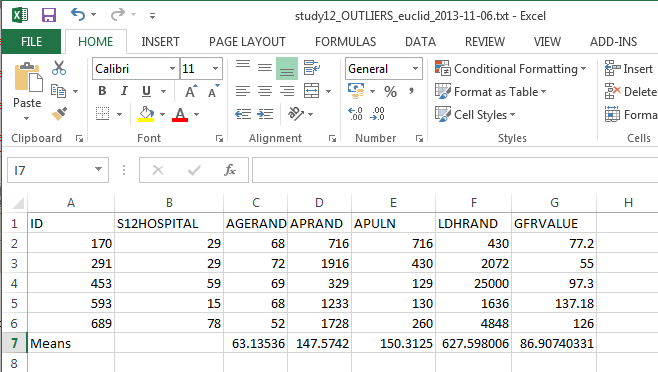 study12_OUTLIERS_euclid_2013-11-06.txt - Excel
FILE HOME INSERT PAGE LAYOUT FORMULAS DATA REVIEW VIEW ADD-INS
Calibri 11 General Conditional Formatting Insert
Paste B I U A A $ % , Format as Table Delete
A Cell Styles Forma
Clipboard Font Alignment Number Styles Cells
I7 fx
A B C D E F G H
1 ID S12HOSPITAL AGERAND APRAND APULN LDHRAND GFRVALUE
2 170 29 68 716 716 430 77.2
3 291 29 72 1916 430 2072 55
4 453 59 69 329 129 25000 97.3
5 593 15 68 1233 130 1636 137.18
6 689 78 52 1728 260 4848 126
7 Means 63.13536 147.5742 150.3125 627.598006 86.90740331
8